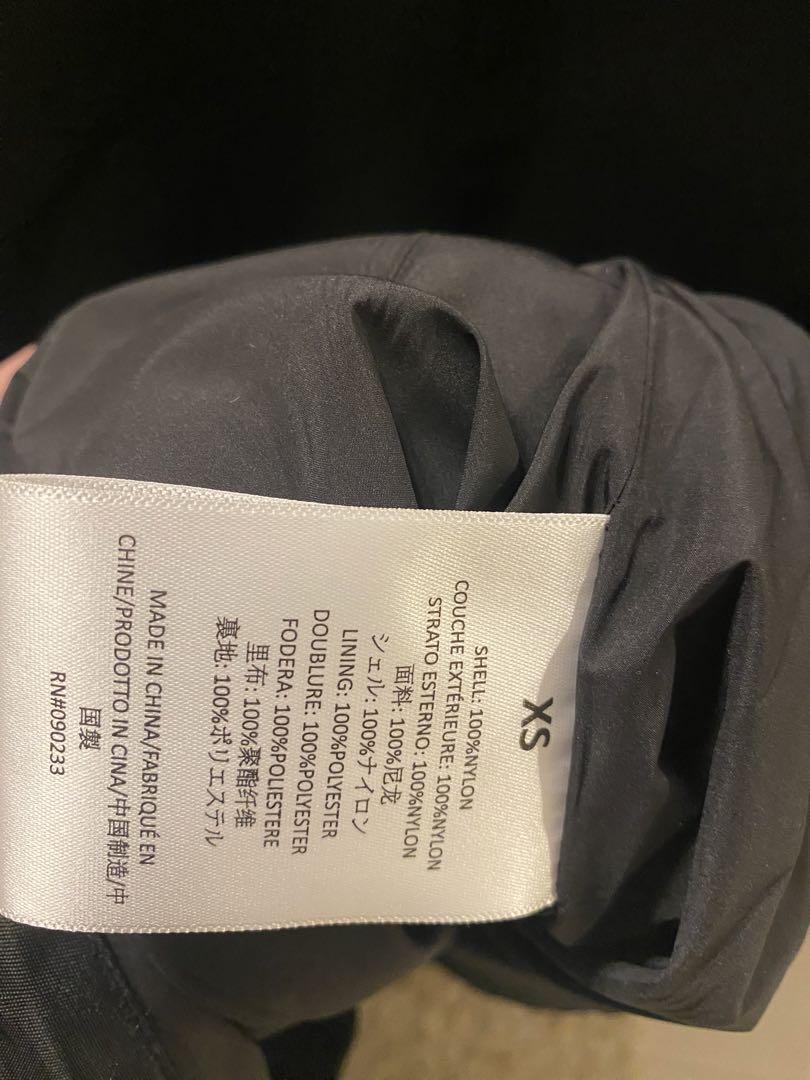 XS
SHELL: 100%NYLON
COUCHE EXTÉRIEURE: 100%NYLON
STRATO ESTERNO: 100%NYLON
面料: 100%尼龙
シェル: 100%ナイロン
LINING: 100%POLYESTER
DOUBLURE: 100%POLYESTER
FODERA: 100%POLIESTERE
里布: 100%聚酯纤维
裏地: 100%ポリエステル
MADE IN CHINA/FABRIQUÉ EN
CHINE/PRODOTTO IN CINA/中国制造/中
国製
RN#090233